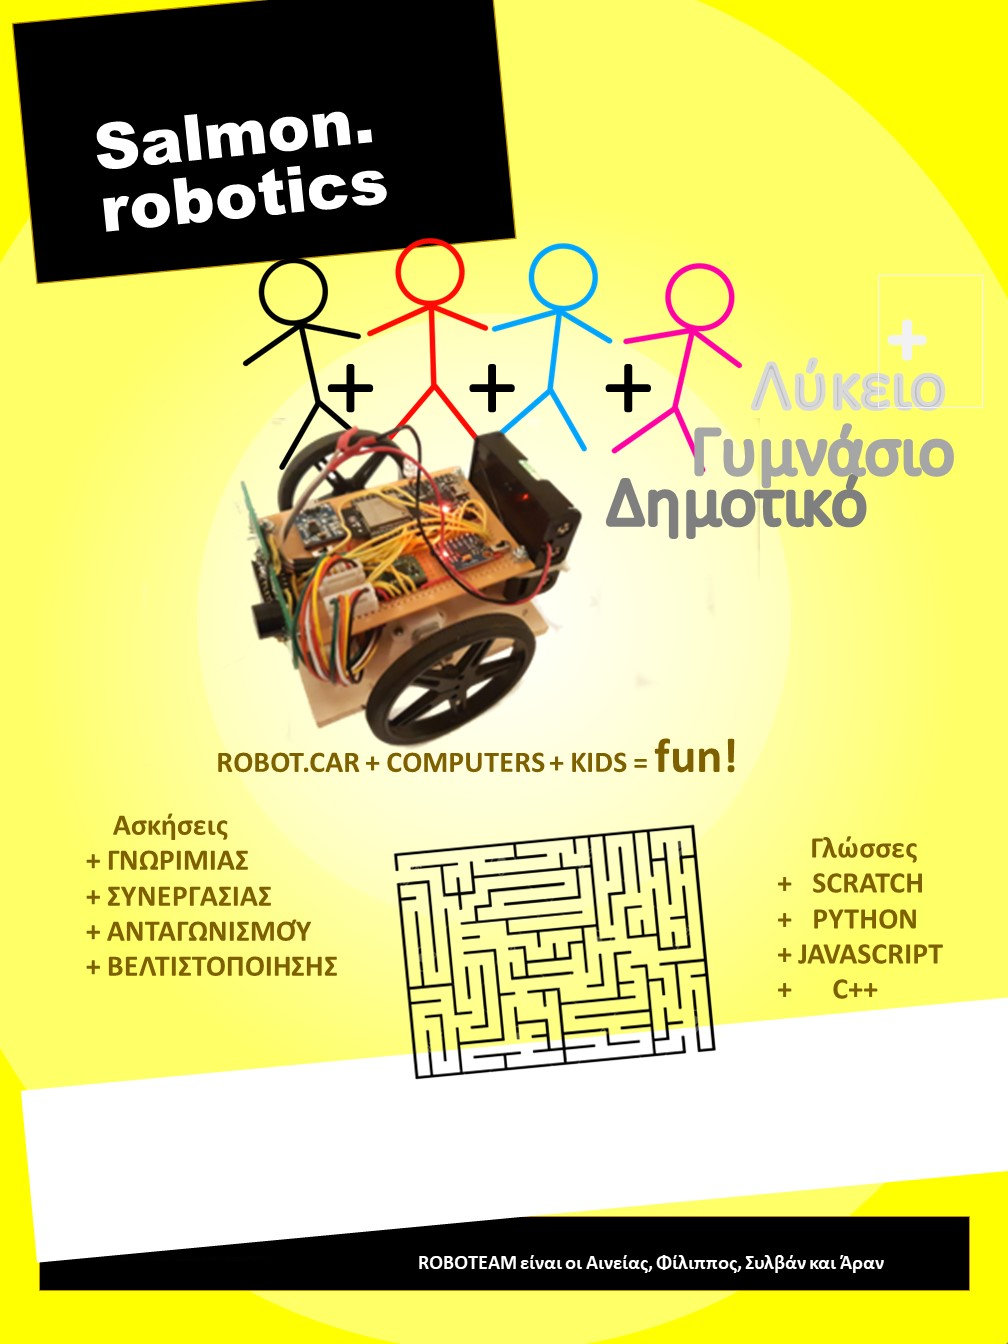 Salmon.
robotics
+ + +
+
Λύκειο
Γυμνάσιο
Δημοτικό
ROBOT.CAR + COMPUTERS + KIDS = fun!
Ασκήσεις
+ ΓΝΩΡΙΜΙΑΣ
+ ΣΥΝΕΡΓΑΣΙΑΣ
+ ΑΝΤΑΓΩΝΙΣΜΟΎ
+ ΒΕΛΤΙΣΤΟΠΟΙΗΣΗΣ
Γλώσσες
+ SCRATCH
+ PYTHON
+ JAVASCRIPT
+ C++
ROBOTEAM είναι οι Αινείας, Φίλιππος, Συλβάν και Άραν